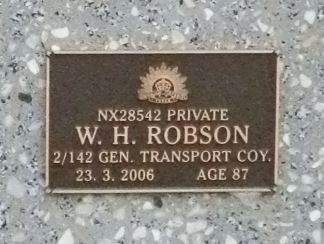 NX28542 PRIVATE
W. H. ROBSON
2/142 GEN. TRANSPORT COY.
23. 3. 2006 AGE 87